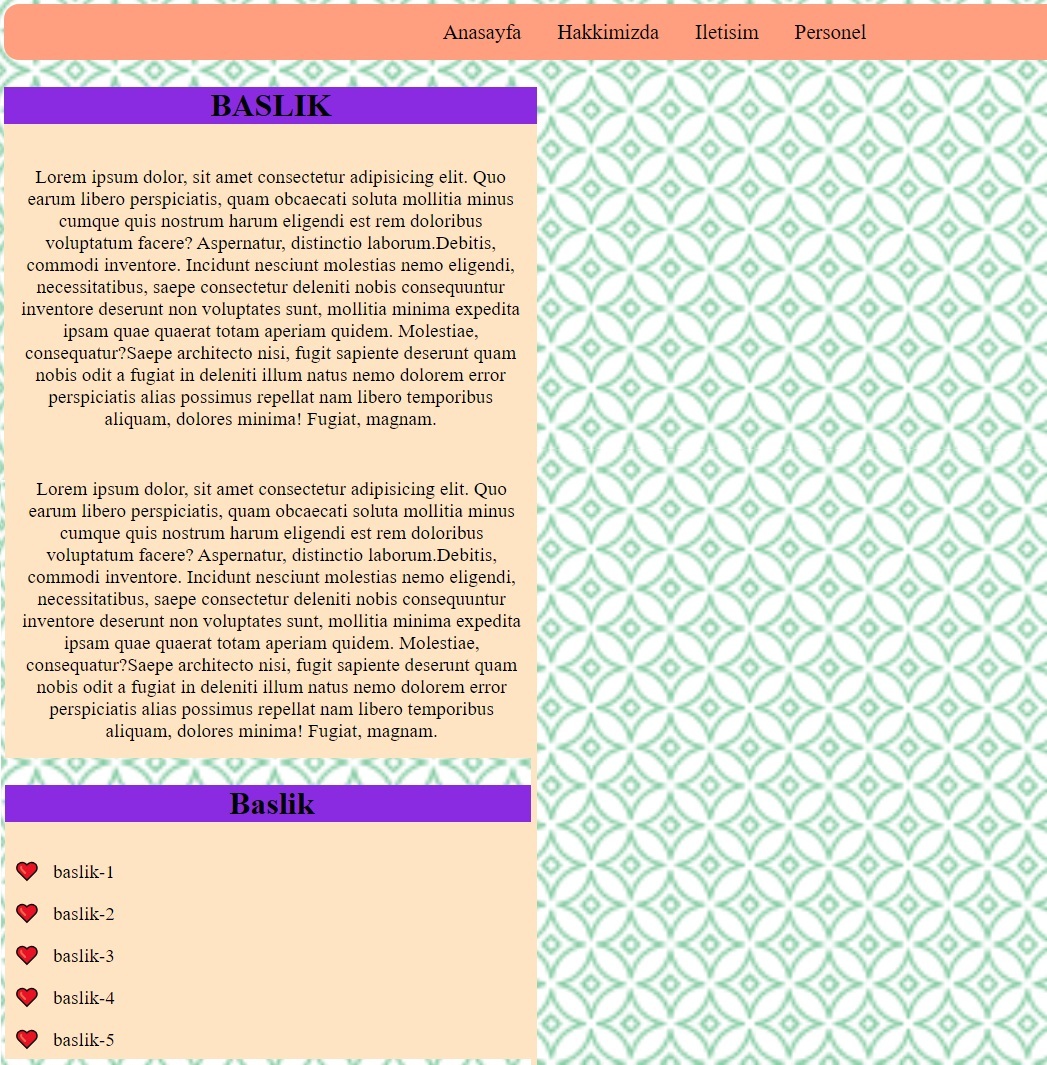 Anasayfa Hakkimizda Iletisim Personel
BASLIK
Lorem ipsum dolor, sit amet consectetur adipisicing elit. Quo
earum libero perspiciatis, quam obcaecati soluta mollitia minus
cumque quis nostrum harum eligendi est rem doloribus
voluptatum facere? Aspernatur, distinctio laborum.Debitis,
commodi inventore. Incidunt nesciunt molestias nemo eligendi,
necessitatibus, saepe consectetur deleniti nobis consequuntur
inventore deserunt non voluptates sunt, mollitia minima expedita
ipsam quae quaerat totam aperiam quidem. Molestiae,
consequatur?Saepe architecto nisi, fugit sapiente deserunt quam
nobis odit a fugiat in deleniti illum natus nemo dolorem error
perspiciatis alias possimus repellat nam libero temporibus
aliquam, dolores minima! Fugiat, magnam.
Lorem ipsum dolor, sit amet consectetur adipisicing elit. Quo
earum libero perspiciatis, quam obcaecati soluta mollitia minus
cumque quis nostrum harum eligendi est rem doloribus
voluptatum facere? Aspernatur, distinctio laborum.Debitis,
commodi inventore. Incidunt nesciunt molestias nemo eligendi,
necessitatibus, saepe consectetur deleniti nobis consequuntur
inventore deserunt non voluptates sunt, mollitia minima expedita
ipsam quae quaerat totam aperiam quidem. Molestiae,
consequatur?Saepe architecto nisi, fugit sapiente deserunt quam
nobis odit a fugiat in deleniti illum natus nemo dolorem error
perspiciatis alias possimus repellat nam libero temporibus
aliquam, dolores minima! Fugiat, magnam.
Baslik
baslik-1
baslik-2
baslik-3
baslik-4
baslik-5